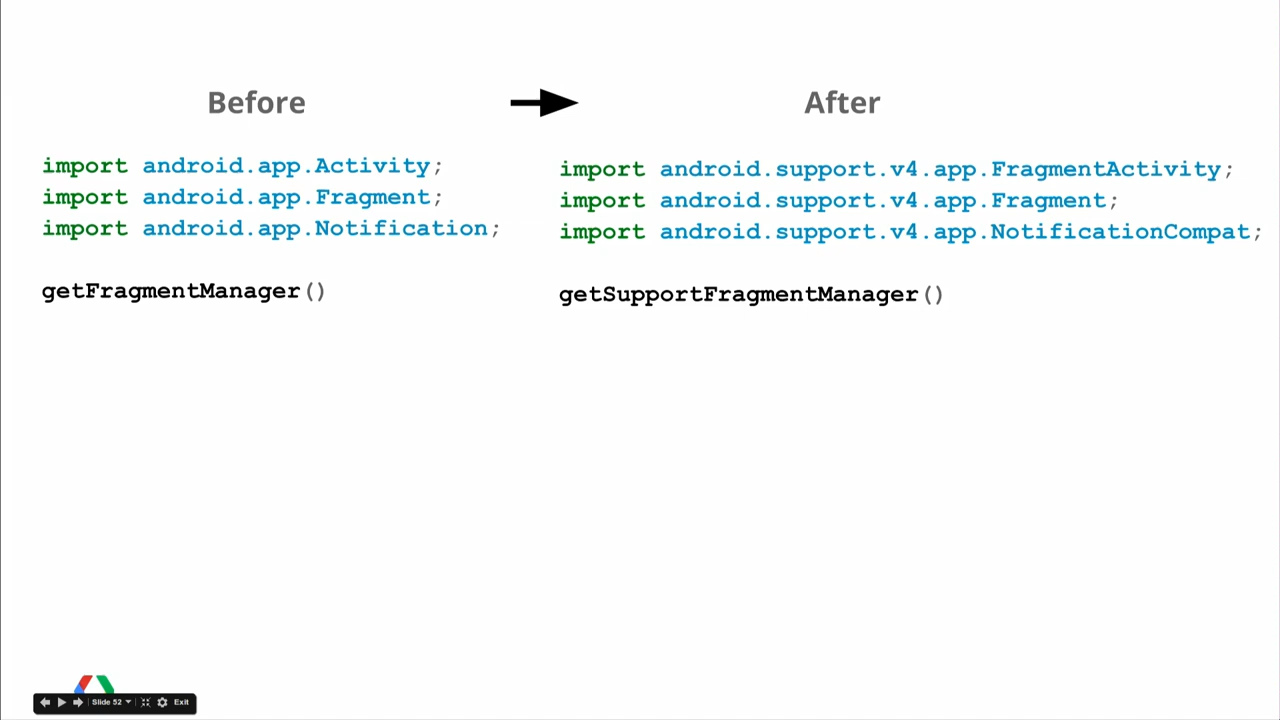 Before
After
import android.app.Activity;
import android.app.Fragment;
import android.app.Notification;
getFragmentManager()
import android.support.v4.app.FragmentActivity;
import android.support.v4.app.Fragment;
import android.support.v4.app.NotificationCompat;
getSupportFragmentManager()
Slide 52
Exit